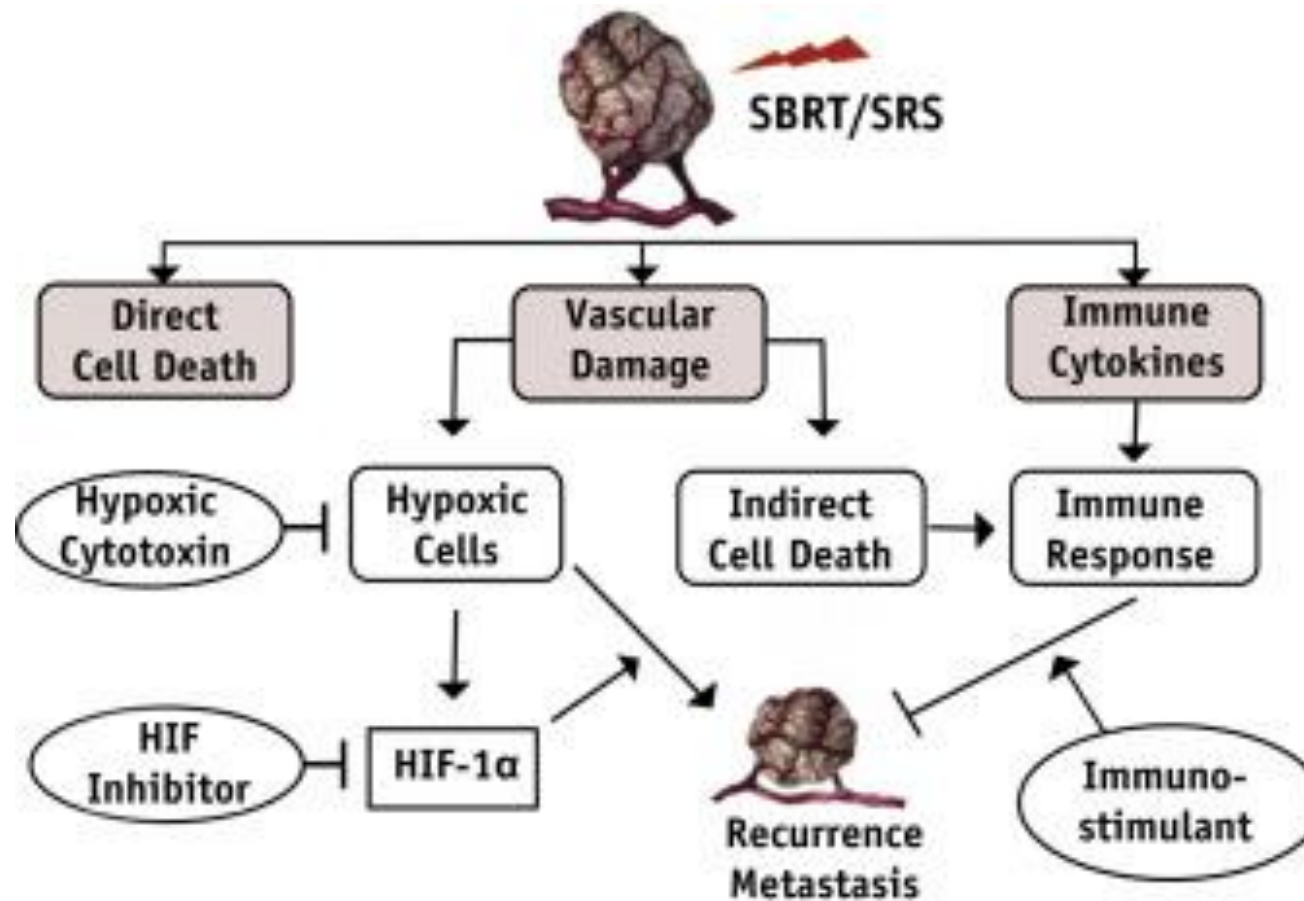 SBRT/SRS
Direct
Cell Death
Vascular
Damage
Immune
Cytokines
Hypoxic
Cytotoxin
Hypoxic
Cells
Indirect
Cell Death
Immune
Response
HIF
Inhibitor
HIF-1α
Recurrence
Metastasis
Immuno-
stimulant